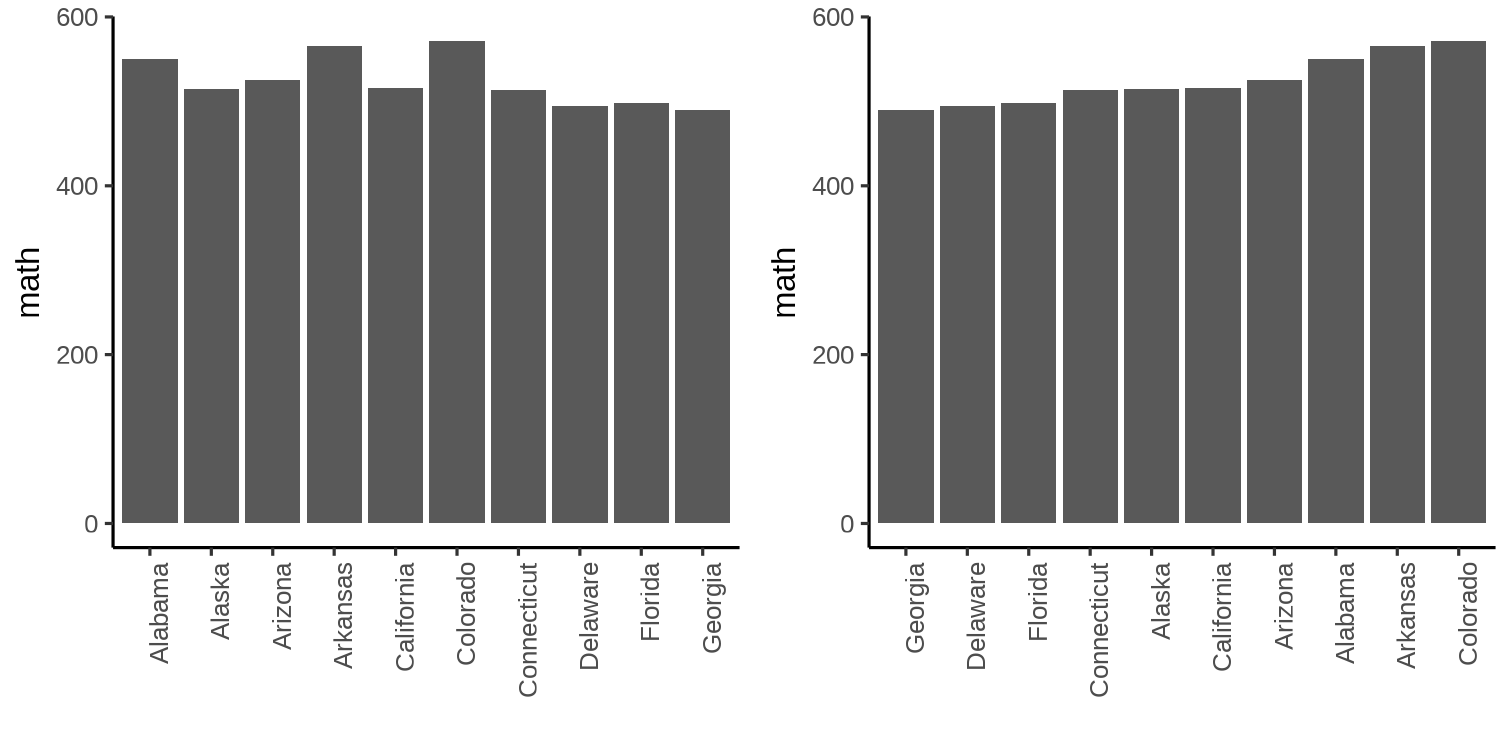 600
400
200
0
math
Alabama
Alaska
Arizona
Arkansas
California
Colorado
Connecticut
Delaware
Florida
Georgia
600
400
200
0
math
Georgia
Delaware
Florida
Connecticut
Alaska
California
Arizona
Alabama
Arkansas
Colorado